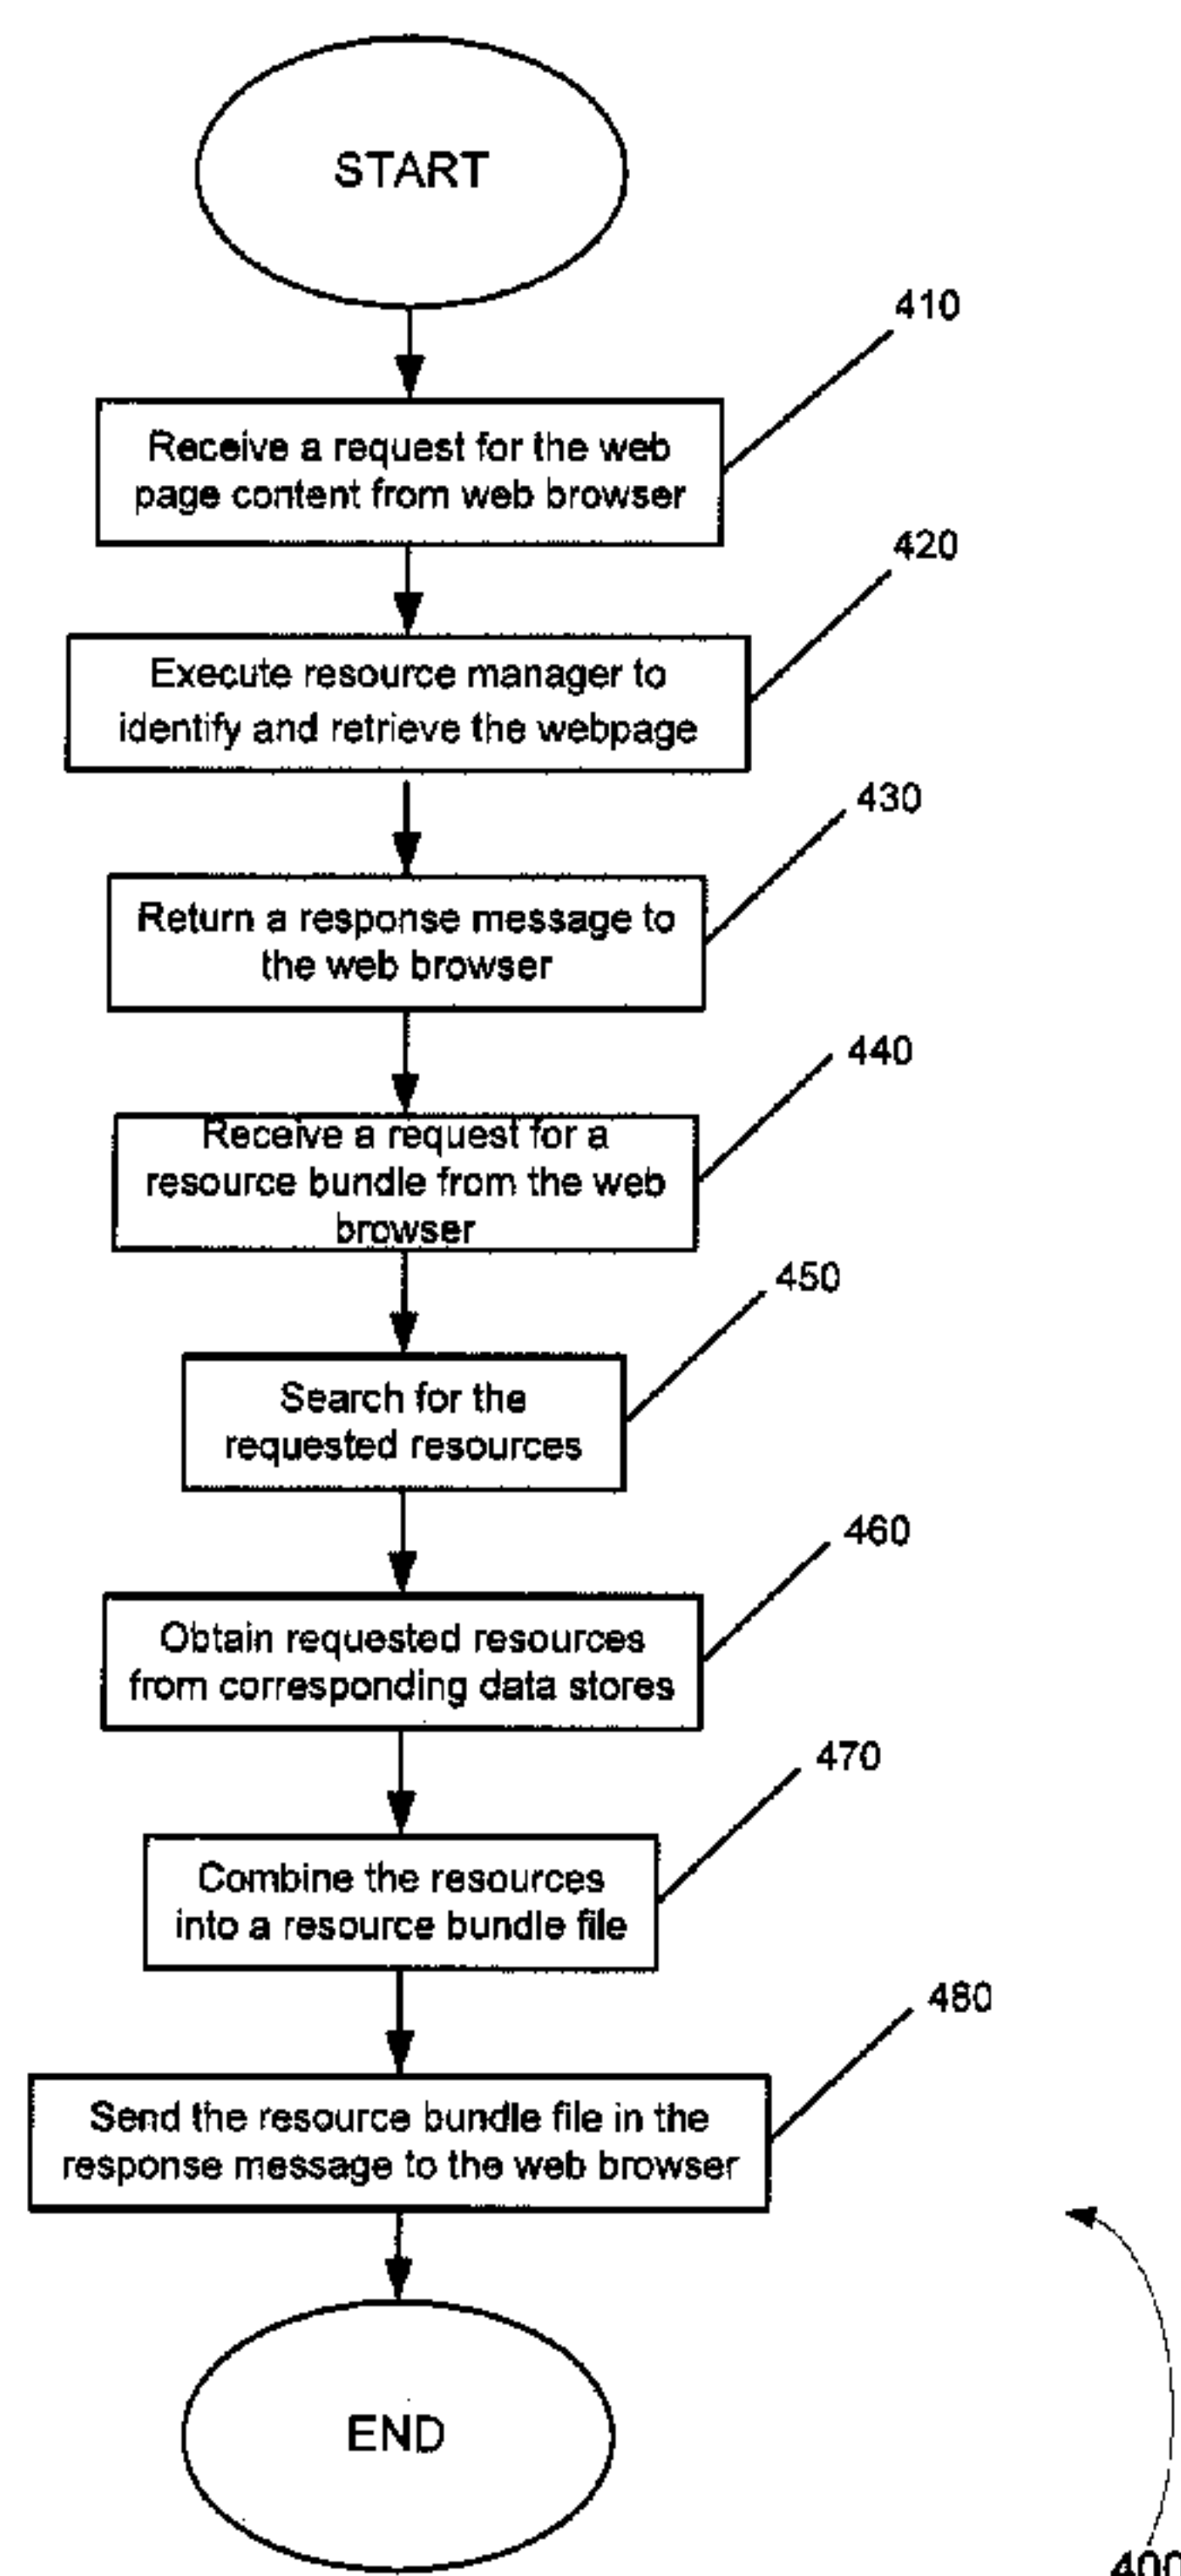 START
410
Receive a request for the web
page content from web browser
420
Execute resource manager to
identify and retrieve the webpage
430
Return a response message to
the web browser
440
Receive a request for a
resource bundle from the web
browser
450
Search for the
requested resources
460
Obtain requested resources
from corresponding data stores
470
Combine the resources
into a resource bundle file
480
Send the resource bundle file in the
response message to the web browser
END
400